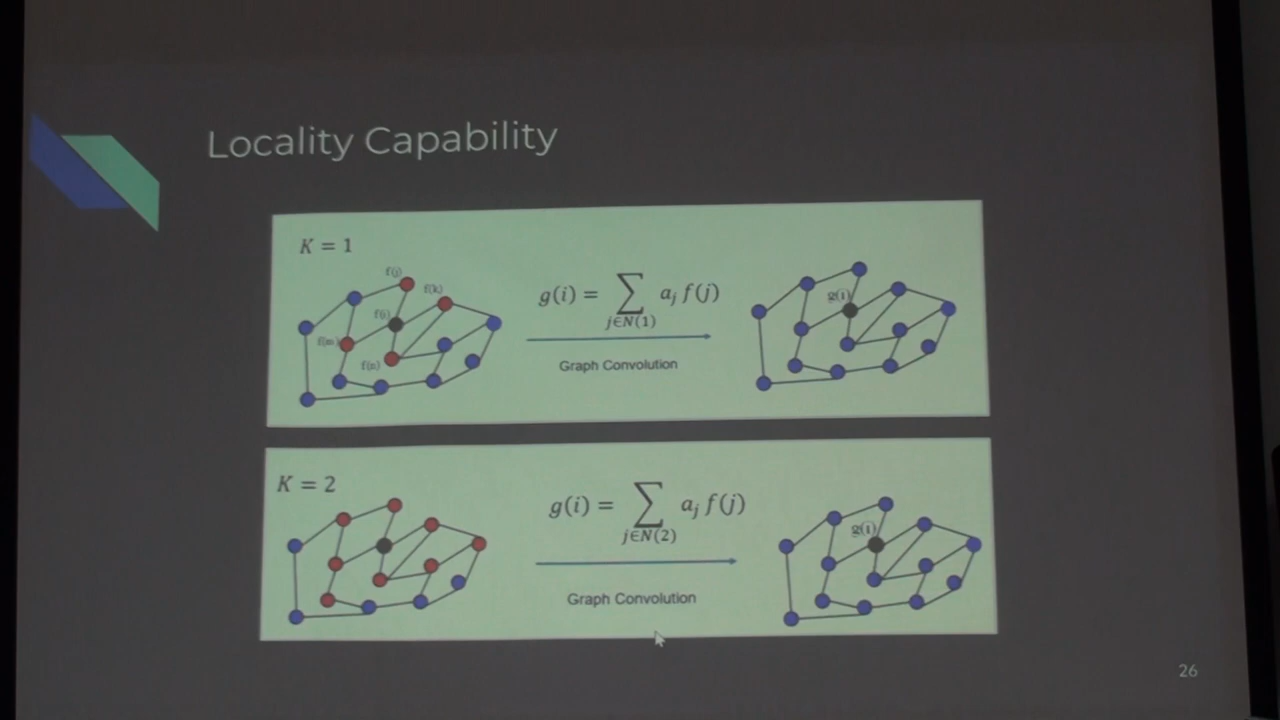 Locality Capability
K = 1
f(j)
f(k)
f(i)
f(m)
f(n)
g(i) = ∑ a_j f(j)
j∈N(1)
Graph Convolution
g(i)
K = 2
g(i) = ∑ a_j f(j)
j∈N(2)
Graph Convolution
g(i)
26